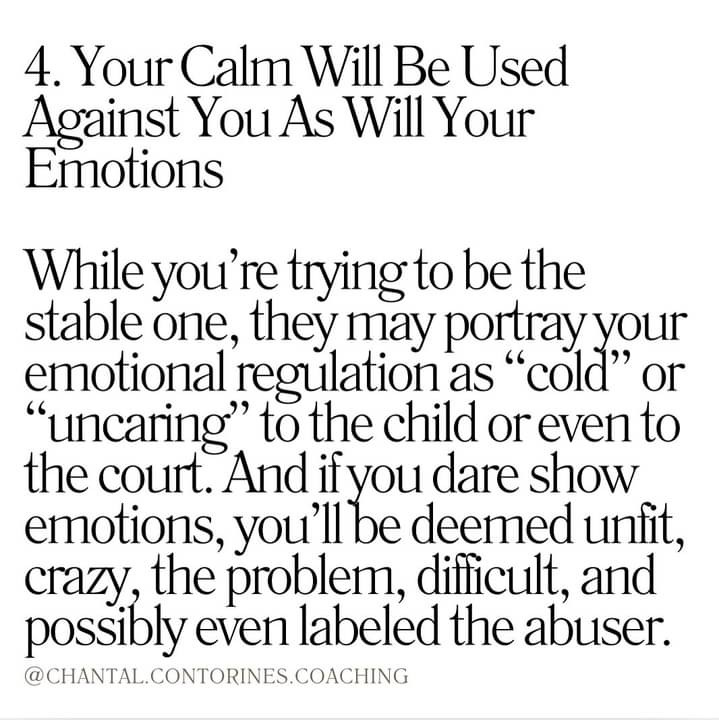 4. Your Calm Will Be Used
Against You As Will Your
Emotions
While you’re trying to be the
stable one, they may portray your
emotional regulation as “cold” or
“uncaring” to the child or even to
the court. And if you dare show
emotions, you’ll be deemed unfit,
crazy, the problem, difficult, and
possibly even labeled the abuser.
@CHANTAL.CONTORINES.COACHING